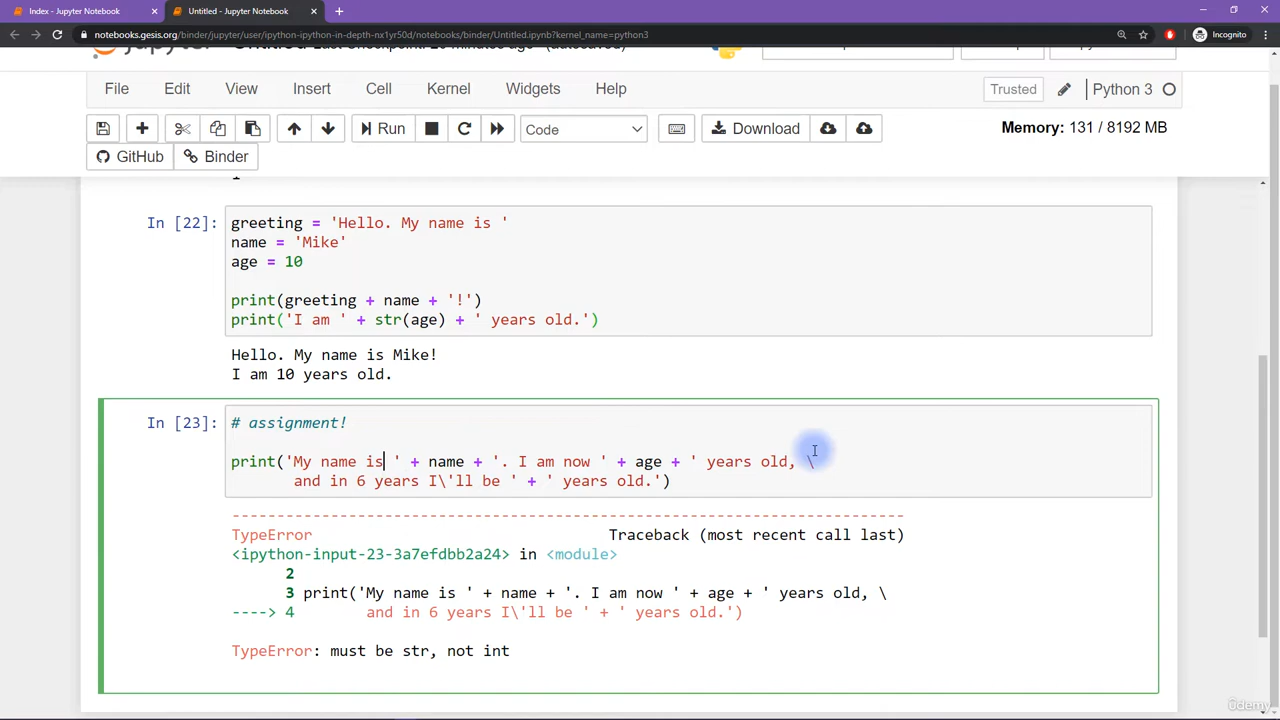 Index - Jupyter Notebook
Untitled - Jupyter Notebook
notebooks.gesis.org/binder/jupyter/user/ipython-ipython-in-depth-nx1yr50d/notebooks/binder/Untitled.ipynb?kernel_name=python3
Incognito
File Edit View Insert Cell Kernel Widgets Help Trusted Python 3
Run Code Download Memory: 131 / 8192 MB
GitHub Binder
In [22]: greeting = 'Hello. My name is '
name = 'Mike'
age = 10
print(greeting + name + '!')
print('I am ' + str(age) + ' years old.')
Hello. My name is Mike!
I am 10 years old.
In [23]: # assignment!
print('My name is ' + name + '. I am now ' + age + ' years old, \
and in 6 years I\'ll be ' + ' years old.')
---------------------------------------------------------------------------
TypeError Traceback (most recent call last)
<ipython-input-23-3a7efdbb2a24> in <module>
2
3 print('My name is ' + name + '. I am now ' + age + ' years old, \
----> 4 and in 6 years I\'ll be ' + ' years old.')
TypeError: must be str, not int
ûdemy